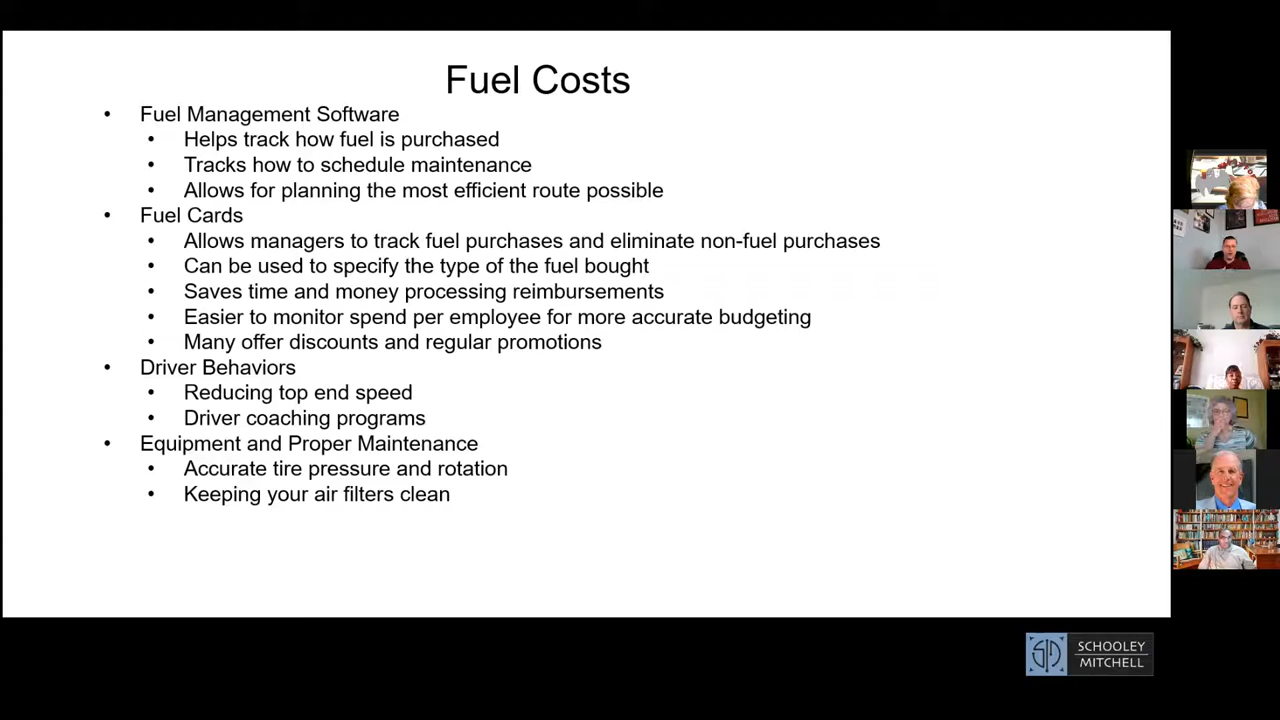 Fuel Costs
• Fuel Management Software
• Helps track how fuel is purchased
• Tracks how to schedule maintenance
• Allows for planning the most efficient route possible
• Fuel Cards
• Allows managers to track fuel purchases and eliminate non-fuel purchases
• Can be used to specify the type of the fuel bought
• Saves time and money processing reimbursements
• Easier to monitor spend per employee for more accurate budgeting
• Many offer discounts and regular promotions
• Driver Behaviors
• Reducing top end speed
• Driver coaching programs
• Equipment and Proper Maintenance
• Accurate tire pressure and rotation
• Keeping your air filters clean
SCHOOLEY
MITCHELL